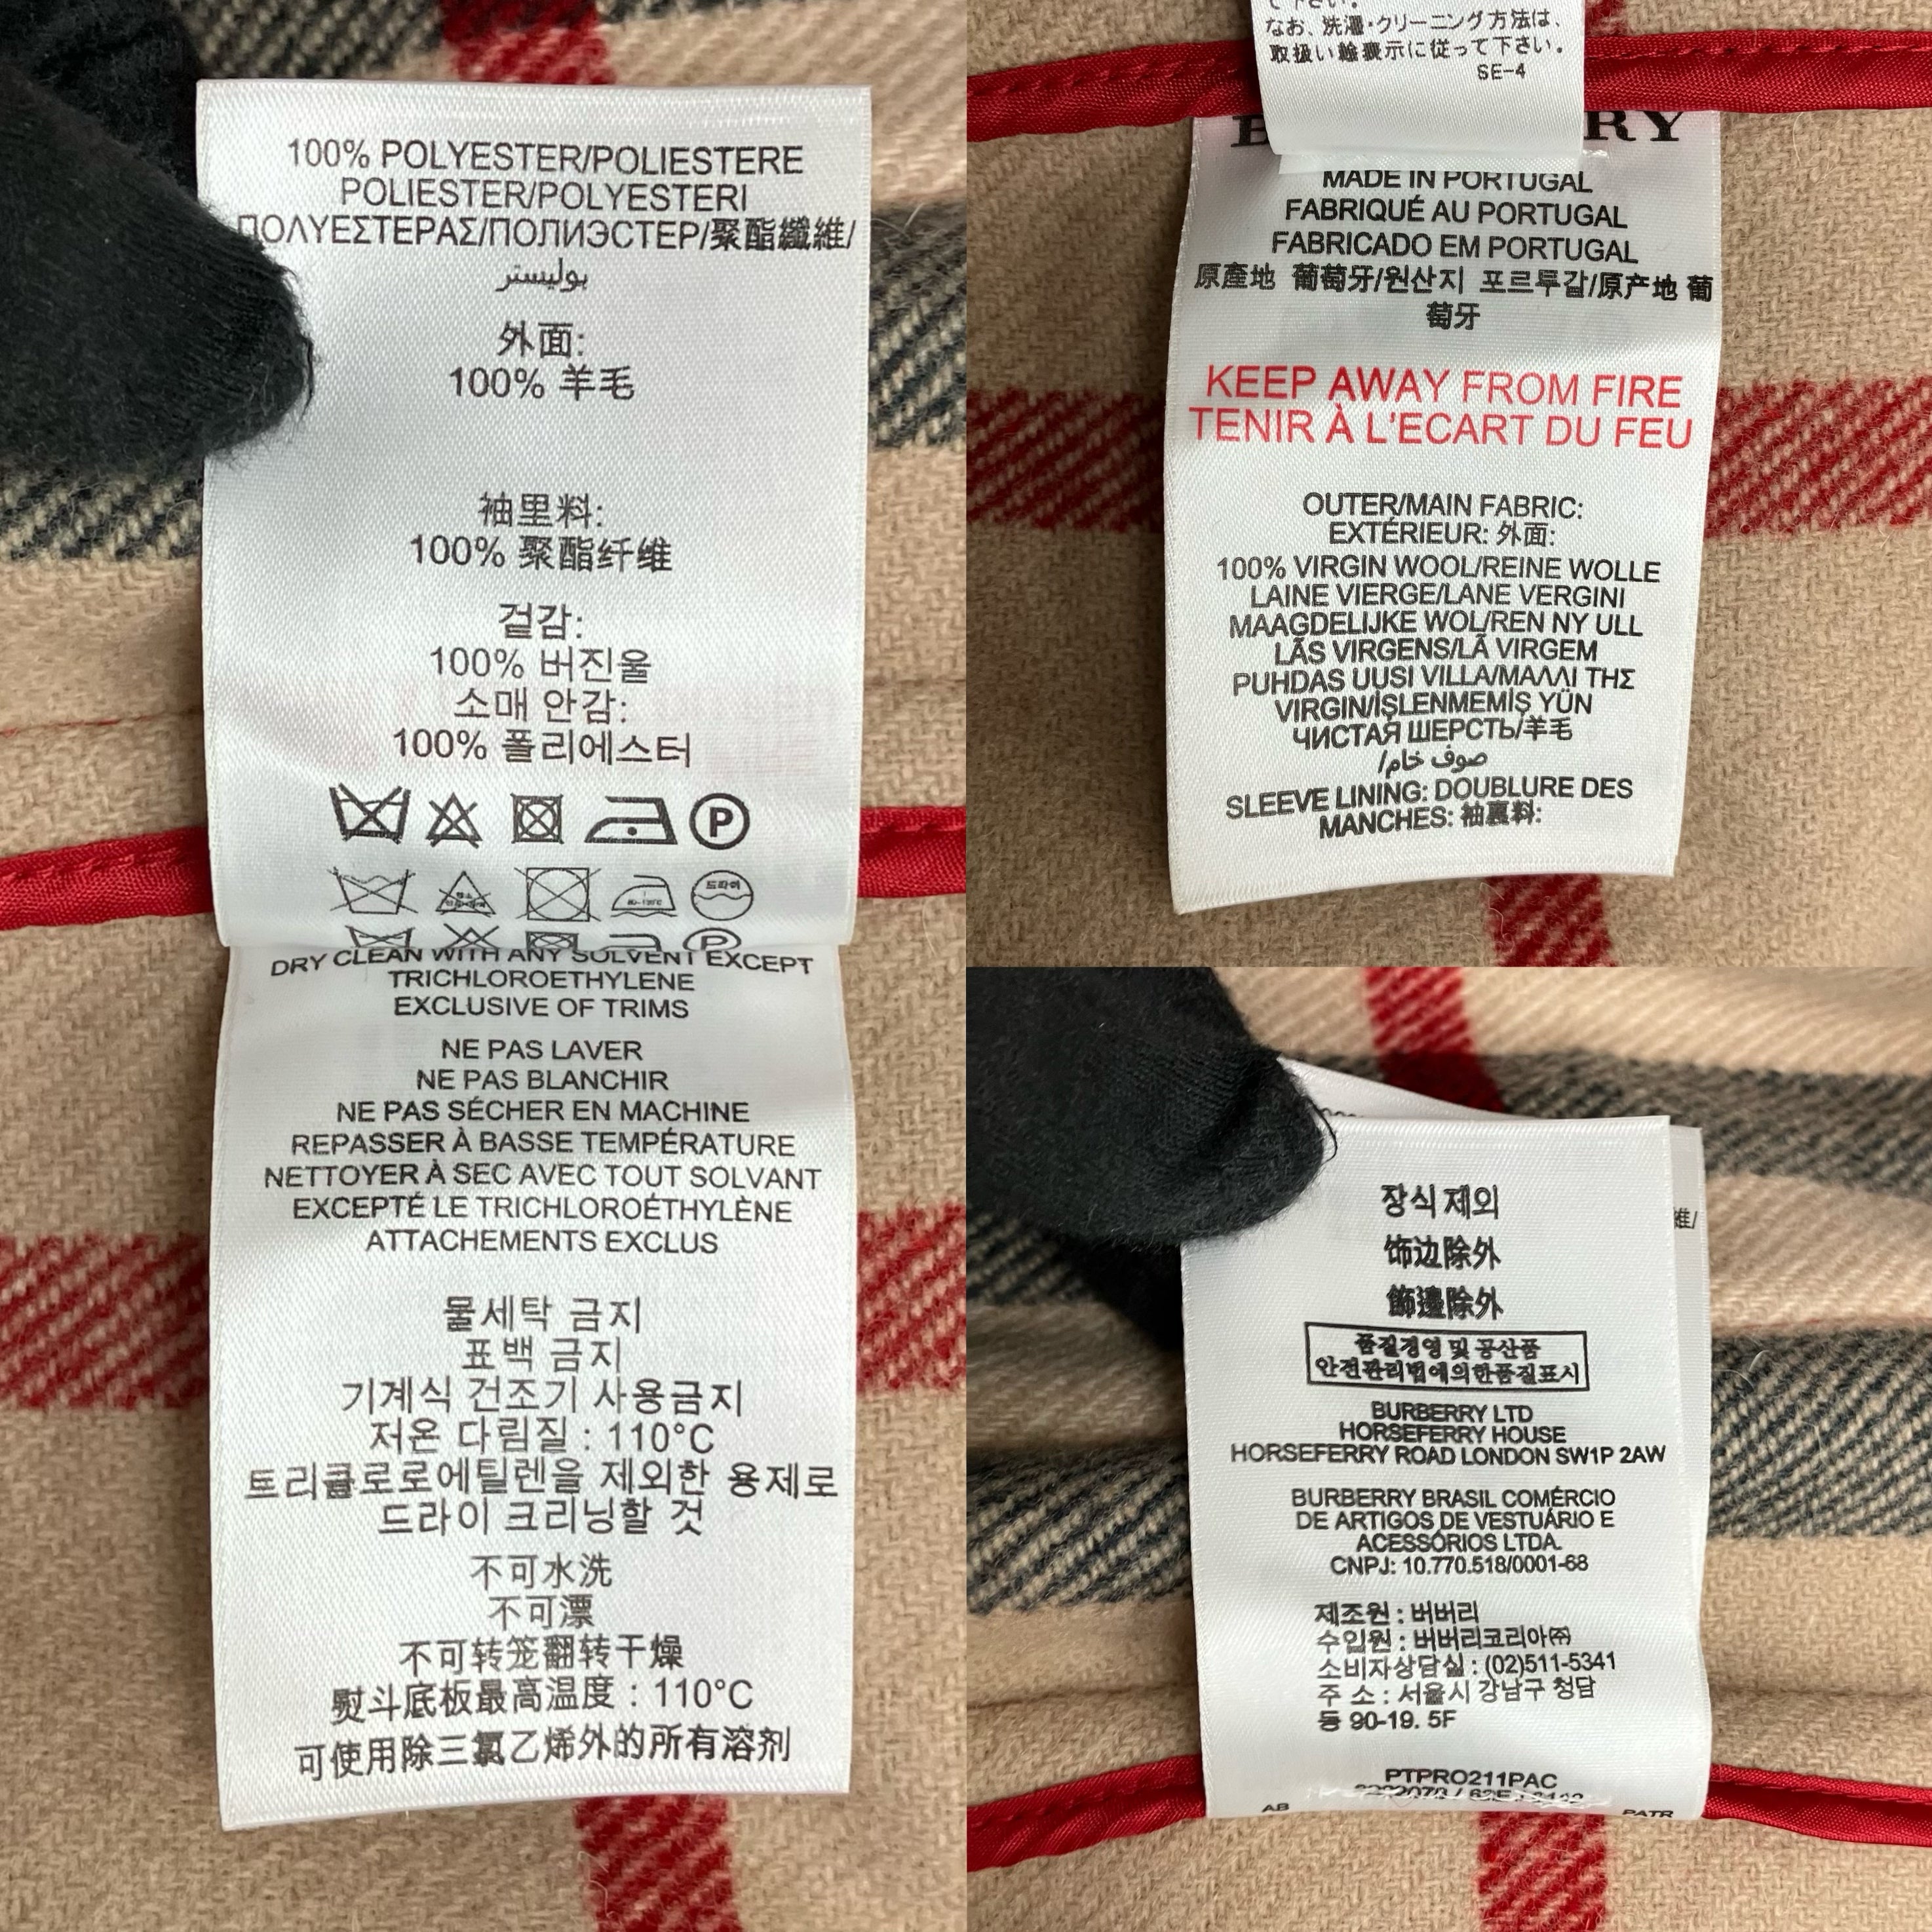 100% POLYESTER/POLIESTERE
POLIESTER/POLYESTERI
ΠΟΛΥΕΣΤΕΡΑΣ/ПОЛИЭСТЕР/聚酯纖維/
بوليستر
外面:
100% 羊毛
袖里料:
100% 聚酯纤维
겉감:
100% 버진울
소매 안감:
100% 폴리에스터
P
드라이
DRY CLEAN WITH ANY SOLVENT EXCEPT
TRICHLOROETHYLENE
EXCLUSIVE OF TRIMS
NE PAS LAVER
NE PAS BLANCHIR
NE PAS SÉCHER EN MACHINE
REPASSER À BASSE TEMPÉRATURE
NETTOYER À SEC AVEC TOUT SOLVANT
EXCEPTÉ LE TRICHLOROÉTHYLÈNE
ATTACHEMENTS EXCLUS
물세탁 금지
표백 금지
기계식 건조기 사용금지
저온 다림질 : 110°C
트리클로로에틸렌을 제외한 용제로
드라이 크리닝할 것
不可水洗
不可漂
不可转笼翻转干燥
熨斗底板最高温度 : 110°C
可使用除三氯乙烯外的所有溶剂
て下さい。
なお、洗濯・クリーニング方法は、
取扱い絵表示に従って下さい。
SE-4
RY
MADE IN PORTUGAL
FABRIQUÉ AU PORTUGAL
FABRICADO EM PORTUGAL
原產地 葡萄牙/원산지 포르투갈/原产地 葡
萄牙
KEEP AWAY FROM FIRE
TENIR À L'ECART DU FEU
OUTER/MAIN FABRIC:
EXTÉRIEUR: 外面:
100% VIRGIN WOOL/REINE WOLLE
LAINE VIERGE/LANE VERGINI
MAAGDELIJKE WOL/REN NY ULL
LÃS VIRGENS/LÃ VIRGEM
PUHDAS UUSI VILLA/ΜΑΛΛΙ ΤΗΣ
VIRGIN/İŞLENMEMİŞ YÜN
ЧИСТАЯ ШЕРСТЬ/羊毛
صوف خام/
SLEEVE LINING: DOUBLURE DES
MANCHES: 袖裏料:
장식 제외
饰边除外
飾邊除外
維/
품질경영 및 공산품
안전관리법에의한품질표시
BURBERRY LTD
HORSEFERRY HOUSE
HORSEFERRY ROAD LONDON SW1P 2AW
BURBERRY BRASIL COMÉRCIO
DE ARTIGOS DE VESTUÁRIO E
ACESSÓRIOS LTDA.
CNPJ: 10.770.518/0001-68
제조원 : 버버리
수입원 : 버버리코리아㈜
소비자상담실 : (02)511-5341
주 소 : 서울시 강남구 청담
동 90-19. 5F
PTPRO211PAC
AB
PATR